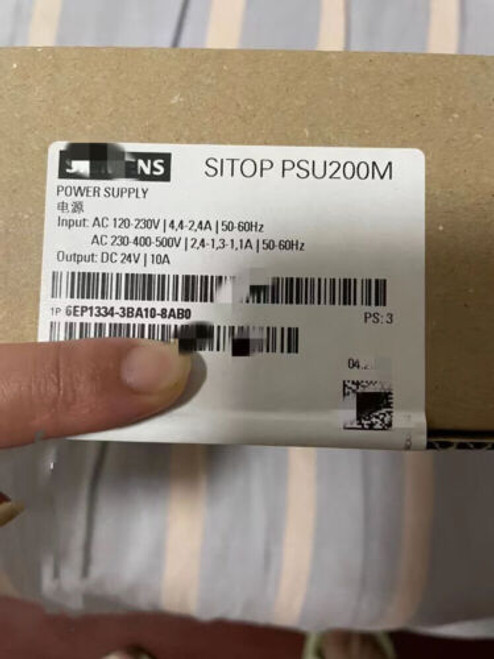 SITOP PSU200M
POWER SUPPLY
电源
Input: AC 120-230V | 4,4-2,4A | 50-60Hz
AC 230-400-500V | 2,4-1,3-1,1A | 50-60Hz
Output: DC 24V | 10A
1P 6EP1334-3BA10-8AB0
PS: 3